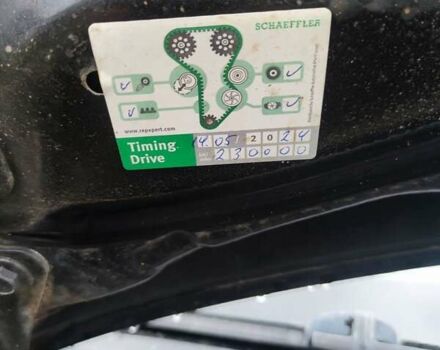 SCHAEFFLER
www.repxpert.com
Timing 14.05.2024
Drive 230000